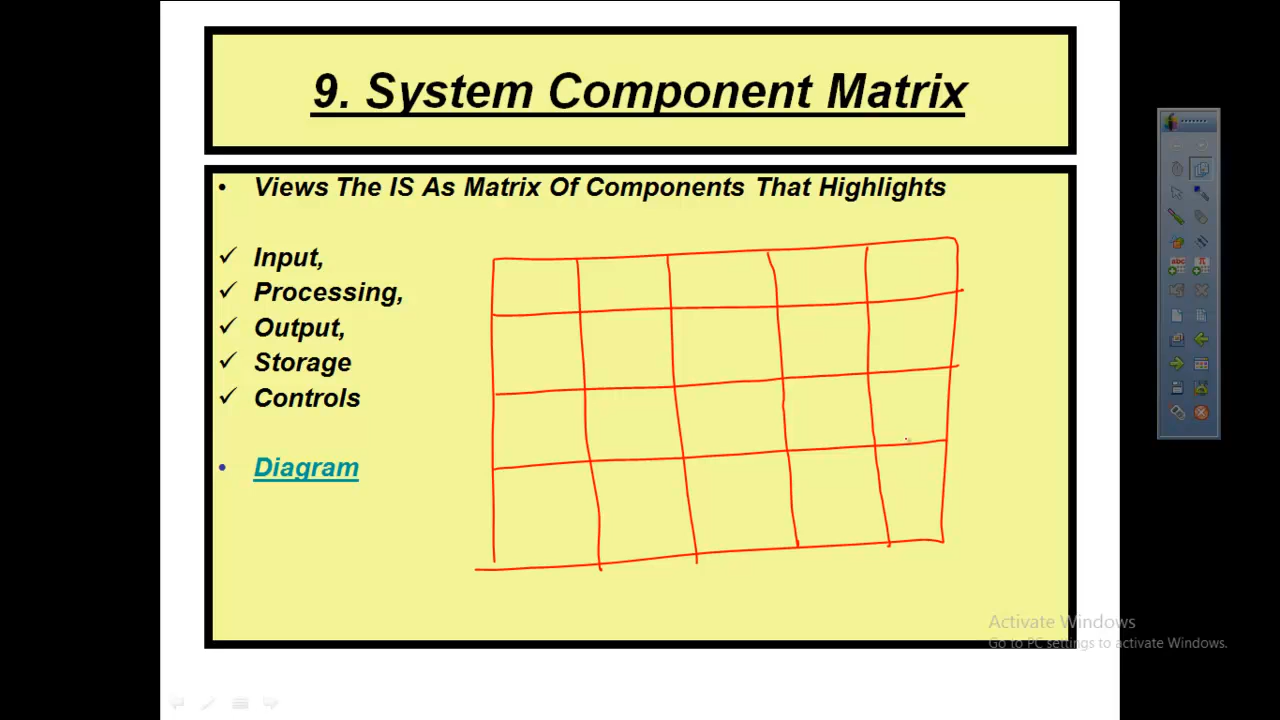 9. System Component Matrix
• Views The IS As Matrix Of Components That Highlights
✓ Input,
✓ Processing,
✓ Output,
✓ Storage
✓ Controls
• Diagram
Activate Windows
Go to PC settings to activate Windows.
abc
π